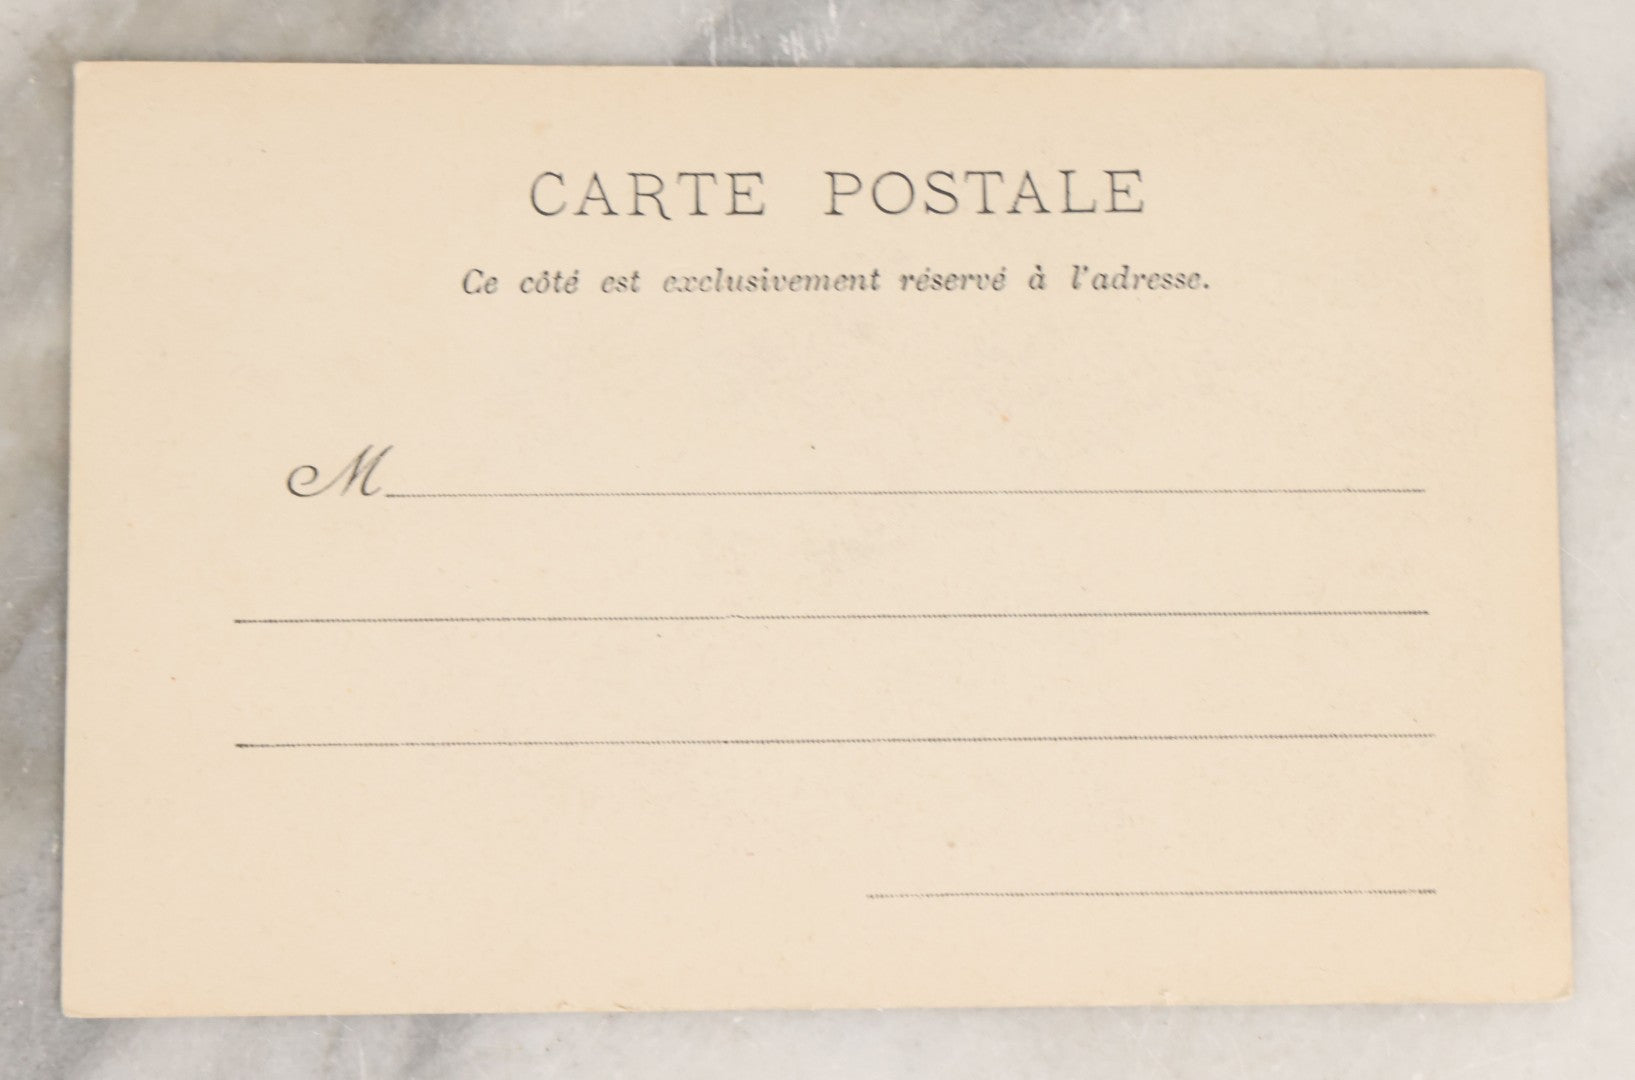 CARTE POSTALE
Ce côté est exclusivement réservé à l'adresse.
M